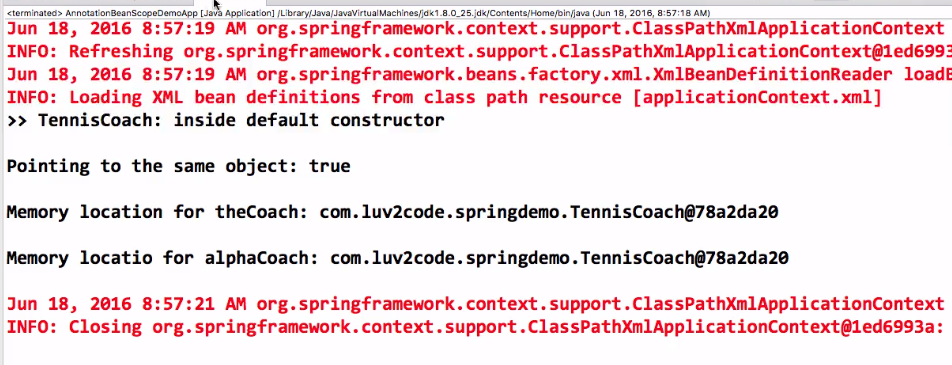 <terminated> AnnotationBeanScopeDemoApp [Java Application] /Library/Java/JavaVirtualMachines/jdk1.8.0_25.jdk/Contents/Home/bin/java (Jun 18, 2016, 8:57:18 AM)
Jun 18, 2016 8:57:19 AM org.springframework.context.support.ClassPathXmlApplicationContext
INFO: Refreshing org.springframework.context.support.ClassPathXmlApplicationContext@1ed6993
Jun 18, 2016 8:57:19 AM org.springframework.beans.factory.xml.XmlBeanDefinitionReader loadB
INFO: Loading XML bean definitions from class path resource [applicationContext.xml]
>> TennisCoach: inside default constructor
Pointing to the same object: true
Memory location for theCoach: com.luv2code.springdemo.TennisCoach@78a2da20
Memory locatio for alphaCoach: com.luv2code.springdemo.TennisCoach@78a2da20
Jun 18, 2016 8:57:21 AM org.springframework.context.support.ClassPathXmlApplicationContext
INFO: Closing org.springframework.context.support.ClassPathXmlApplicationContext@1ed6993a: